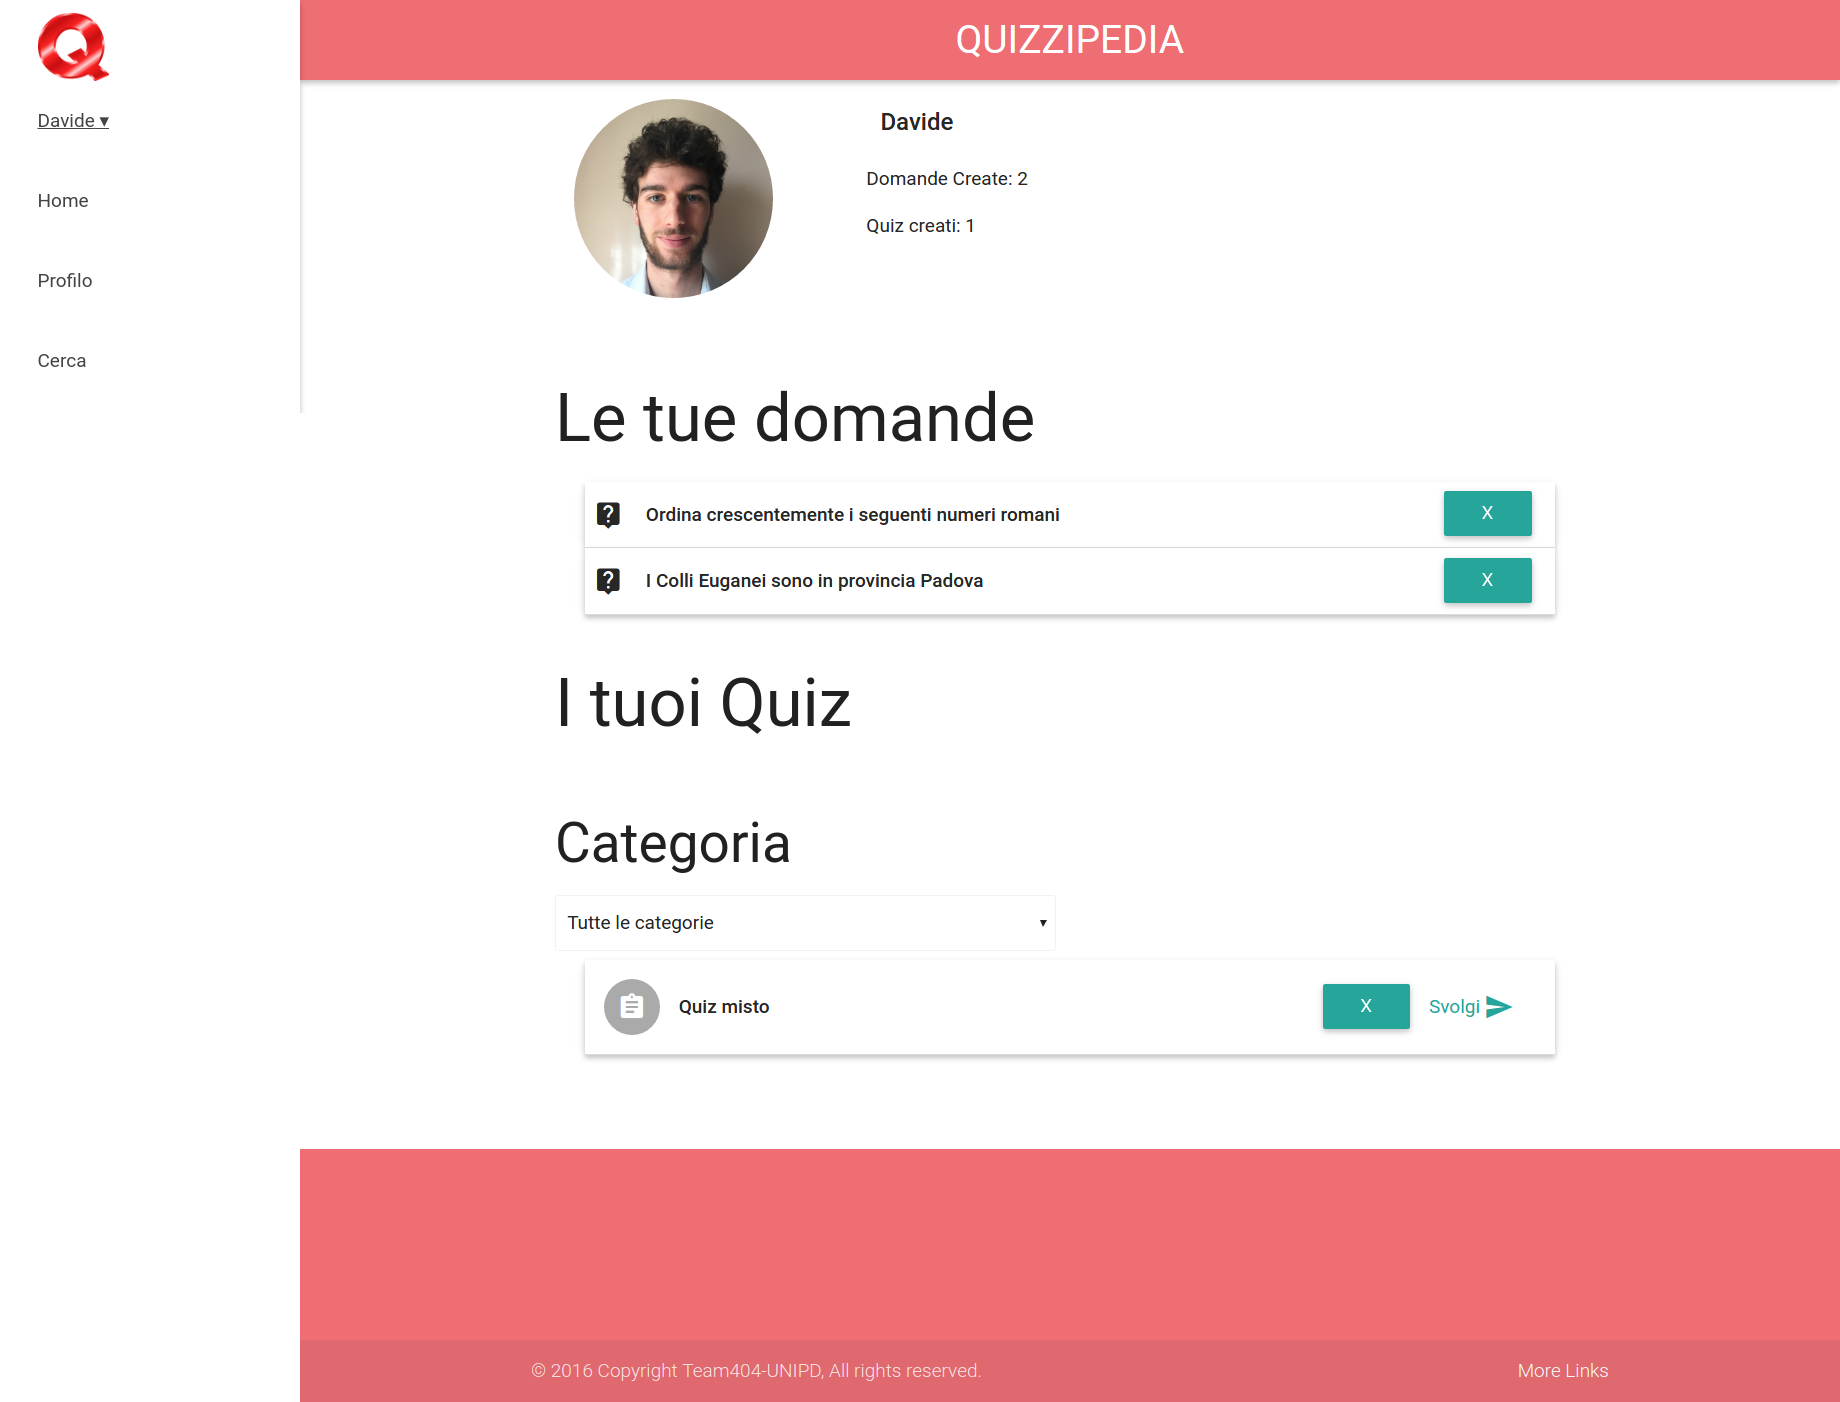 QUIZZIPEDIA
Davide ▾
Home
Profilo
Cerca
Davide
Domande Create: 2
Quiz creati: 1
Le tue domande
Ordina crescentemente i seguenti numeri romani X
I Colli Euganei sono in provincia Padova X
I tuoi Quiz
Categoria
Tutte le categorie ▼
Quiz misto X Svolgi
© 2016 Copyright Team404-UNIPD, All rights reserved. More Links